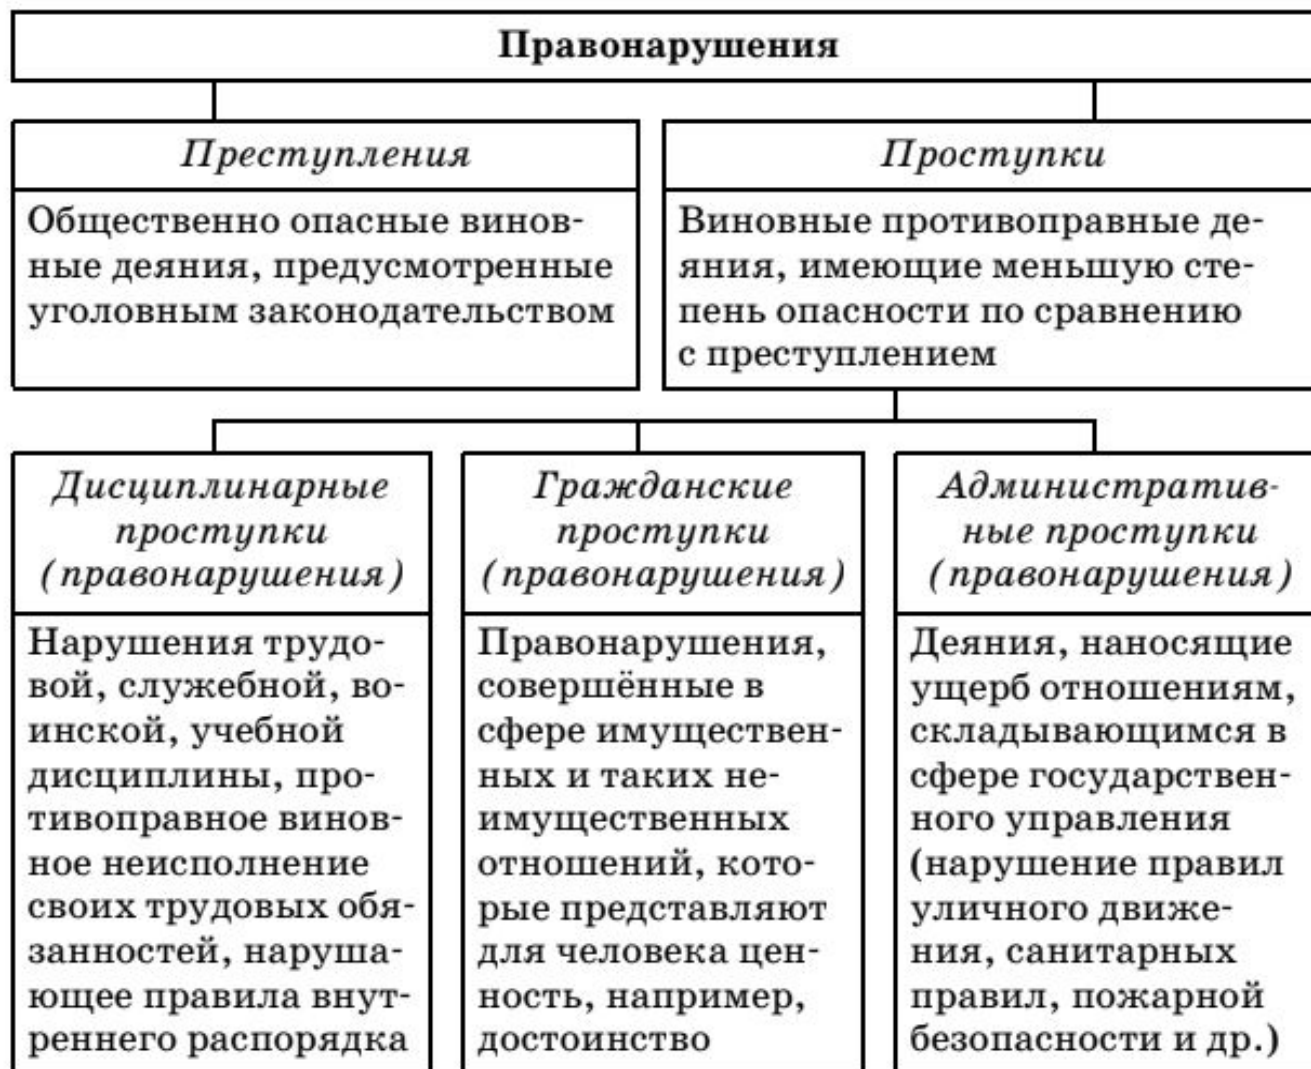 Правонарушения
Преступления
Общественно опасные винов-
ные деяния, предусмотренные
уголовным законодательством
Проступки
Виновные противоправные де-
яния, имеющие меньшую сте-
пень опасности по сравнению
с преступлением
Дисциплинарные
проступки
(правонарушения)
Нарушения трудо-
вой, служебной, во-
инской, учебной
дисциплины, про-
тивоправное винов-
ное неисполнение
своих трудовых обя-
занностей, наруша-
ющее правила внут-
реннего распорядка
Гражданские
проступки
(правонарушения)
Правонарушения,
совершённые в
сфере имуществен-
ных и таких не-
имущественных
отношений, кото-
рые представляют
для человека цен-
ность, например,
достоинство
Административ-
ные проступки
(правонарушения)
Деяния, наносящие
ущерб отношениям,
складывающимся в
сфере государствен-
ного управления
(нарушение правил
уличного движе-
ния, санитарных
правил, пожарной
безопасности и др.)